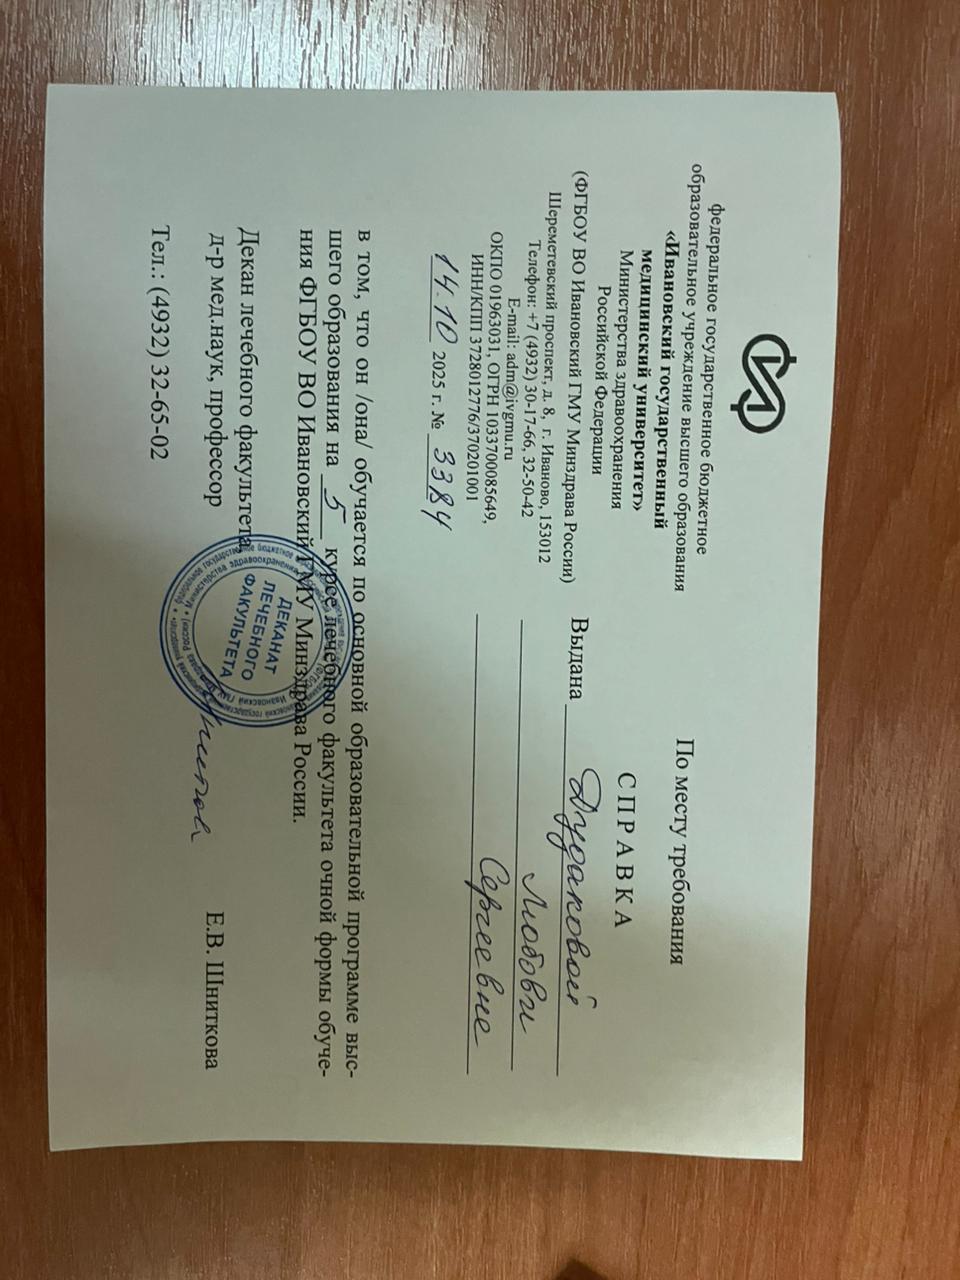 федеральное государственное бюджетное
образовательное учреждение высшего образования
«Ивановский государственный
медицинский университет»
Министерства здравоохранения
Российской Федерации
(ФГБОУ ВО Ивановский ГМУ Минздрава России)
Шереметевский проспект, д. 8, г. Иваново, 153012
Телефон: +7 (4932) 30-17-66, 32-50-42
E-mail: adm@ivgmu.ru
ОКПО 01963031, ОГРН 1033700085649,
ИНН/КПП 3728012776/370201001
14.10 2025 г. № 3384
По месту требования
СПРАВКА
Выдана Дудаковой
Любови
Сергеевне
в том, что он /она/ обучается по основной образовательной программе выс-
шего образования на 5 курсе лечебного факультета очной формы обуче-
ния ФГБОУ ВО Ивановский ГМУ Минздрава России.
Декан лечебного факультета,
д-р мед.наук, профессор
Е.В. Шниткова
Тел.: (4932) 32-65-02
ДЕКАНАТ
ЛЕЧЕБНОГО
ФАКУЛЬТЕТА